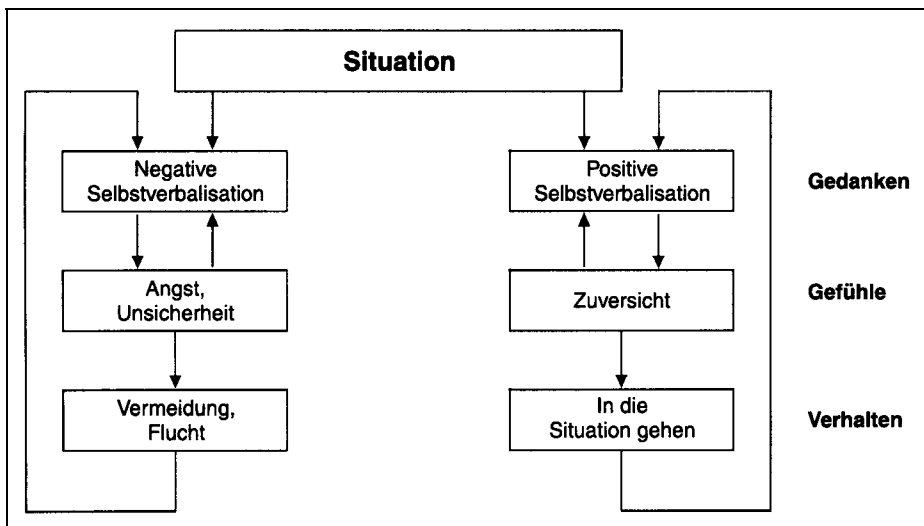 Situation
Negative
Selbstverbalisation
Positive
Selbstverbalisation
Gedanken
Angst,
Unsicherheit
Zuversicht
Gefühle
Vermeidung,
Flucht
In die
Situation gehen
Verhalten